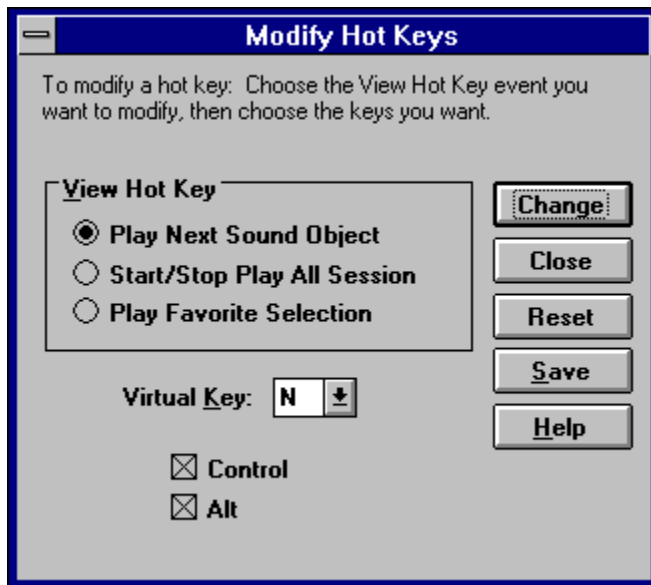 Modify Hot Keys
To modify a hot key:  Choose the View Hot Key event you
want to modify, then choose the keys you want.
View Hot Key
Play Next Sound Object
Start/Stop Play All Session
Play Favorite Selection
Change
Close
Reset
Save
Help
Virtual Key:
N
Control
Alt